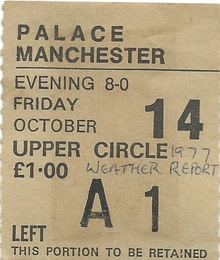 PALACE
MANCHESTER
EVENING 8-0
FRIDAY
OCTOBER 14
UPPER CIRCLE 1977
£1·00 WEATHER REPORT
A 1
LEFT
THIS PORTION TO BE RETAINED